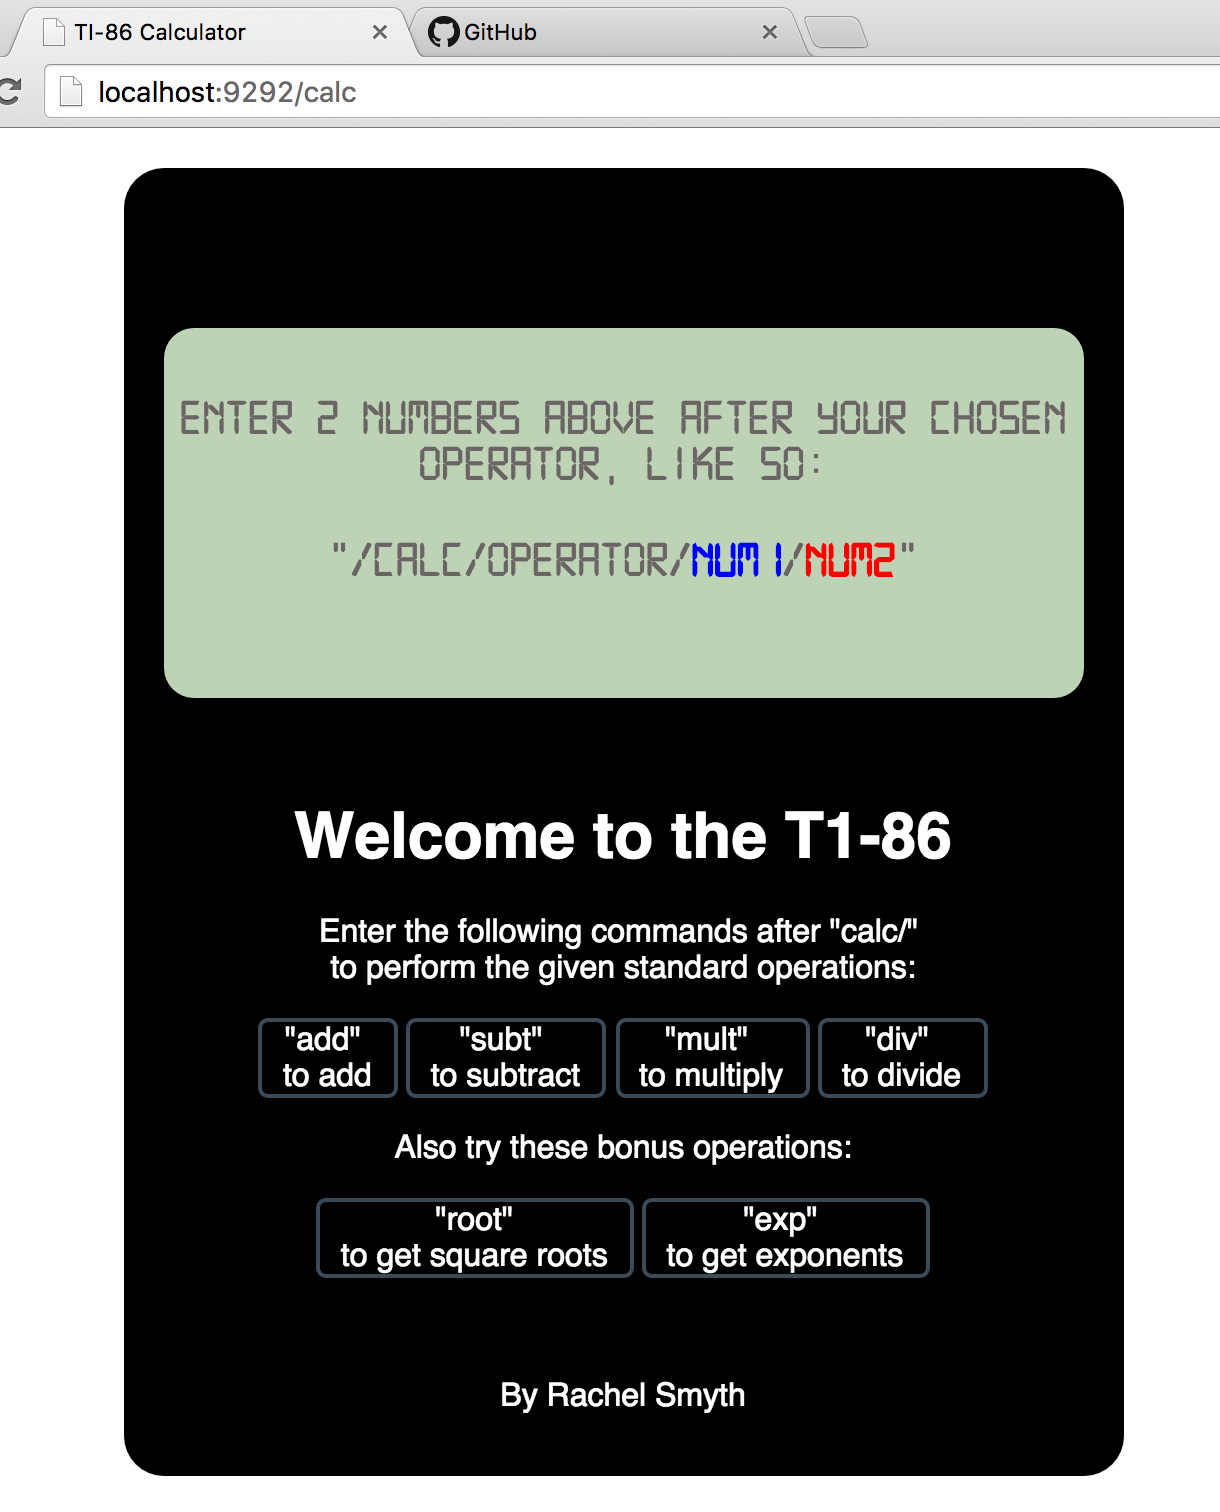 TI-86 Calculator
GitHub
localhost:9292/calc
ENTER 2 NUMBERS ABOVE AFTER YOUR CHOSEN
OPERATOR, LIKE SO:
"/CALC/OPERATOR/NUM1/NUM2"
Welcome to the T1-86
Enter the following commands after "calc/"
to perform the given standard operations:
"add" "subt" "mult" "div"
to add to subtract to multiply to divide
Also try these bonus operations:
"root" "exp"
to get square roots to get exponents
By Rachel Smyth